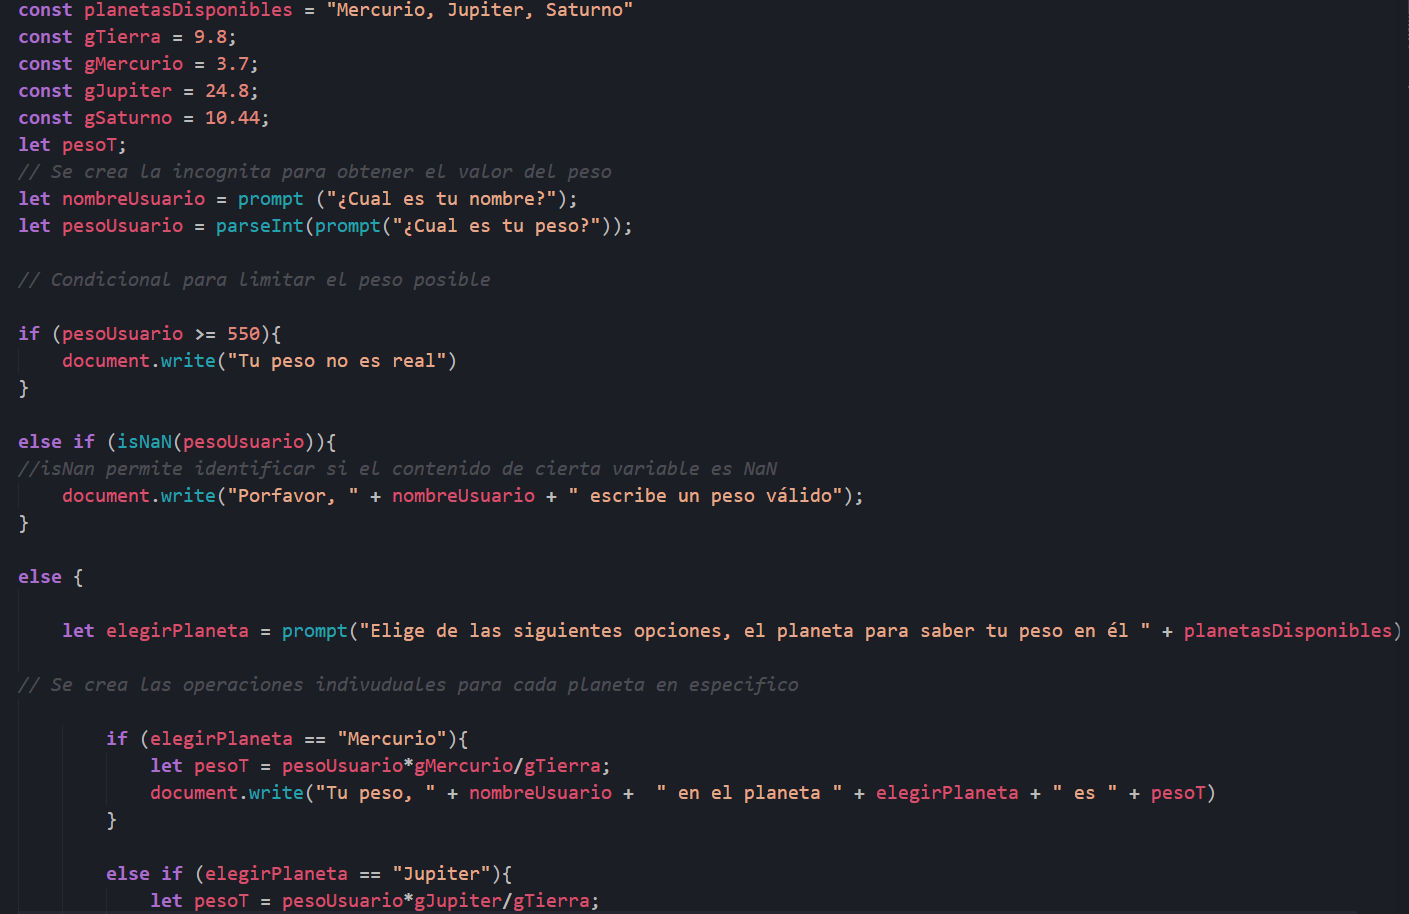 const planetasDisponibles = "Mercurio, Jupiter, Saturno"
const gTierra = 9.8;
const gMercurio = 3.7;
const gJupiter = 24.8;
const gSaturno = 10.44;
let pesoT;
// Se crea la incognita para obtener el valor del peso
let nombreUsuario = prompt ("¿Cual es tu nombre?");
let pesoUsuario = parseInt(prompt("¿Cual es tu peso?"));
// Condicional para limitar el peso posible
if (pesoUsuario >= 550){
document.write("Tu peso no es real")
}
else if (isNaN(pesoUsuario)){
//isNan permite identificar si el contenido de cierta variable es NaN
document.write("Porfavor, " + nombreUsuario + " escribe un peso válido");
}
else {
let elegirPlaneta = prompt("Elige de las siguientes opciones, el planeta para saber tu peso en él " + planetasDisponibles)
// Se crea las operaciones indivuduales para cada planeta en especifico
if (elegirPlaneta == "Mercurio"){
let pesoT = pesoUsuario*gMercurio/gTierra;
document.write("Tu peso, " + nombreUsuario +  " en el planeta " + elegirPlaneta + " es " + pesoT)
}
else if (elegirPlaneta == "Jupiter"){
let pesoT = pesoUsuario*gJupiter/gTierra;